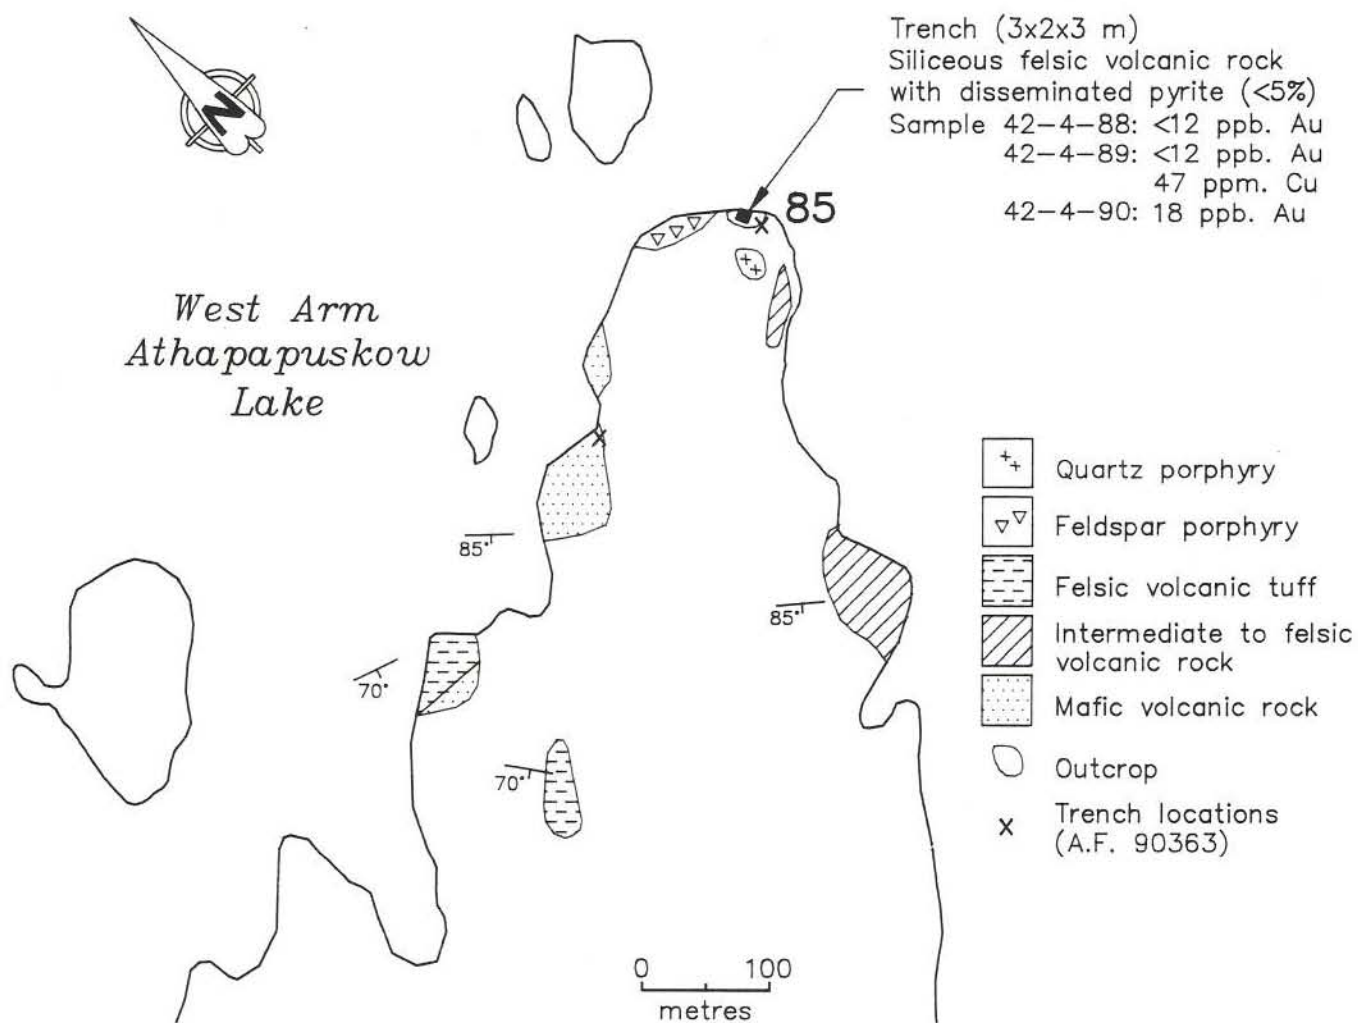 Trench (3x2x3 m)
Siliceous felsic volcanic rock
with disseminated pyrite (<5%)
Sample 42-4-88: <12 ppb. Au
42-4-89: <12 ppb. Au
47 ppm. Cu
42-4-90: 18 ppb. Au
N
85
West Arm
Athapapuskow
Lake
85°
85°
70°
70°
Quartz porphyry
Feldspar porphyry
Felsic volcanic tuff
Intermediate to felsic
volcanic rock
Mafic volcanic rock
Outcrop
X Trench locations
(A.F. 90363)
0 100
metres